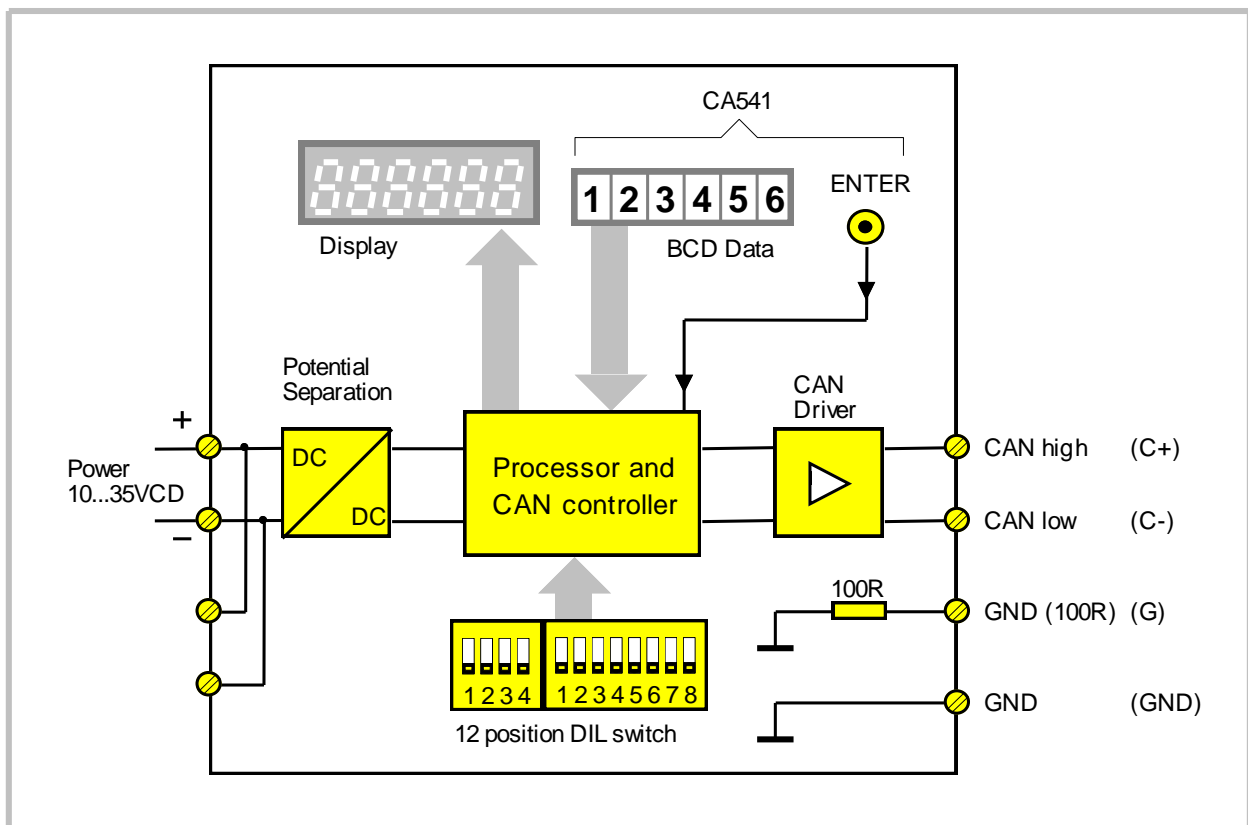 CA541
888888
1 2 3 4 5 6
ENTER
Display
BCD Data
Potential
Separation
CAN
Driver
+
Power
10...35VCD
–
DC
DC
Processor and
CAN controller
CAN high (C+)
CAN low (C-)
100R
GND (100R) (G)
GND (GND)
1 2 3 4
1 2 3 4 5 6 7 8
12 position DIL switch